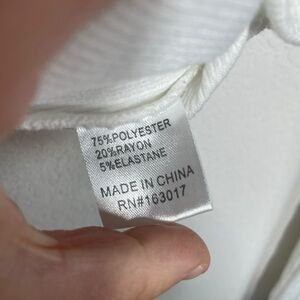 75%POLYESTER
20%RAYON
5%ELASTANE
MADE IN CHINA
RN#163017